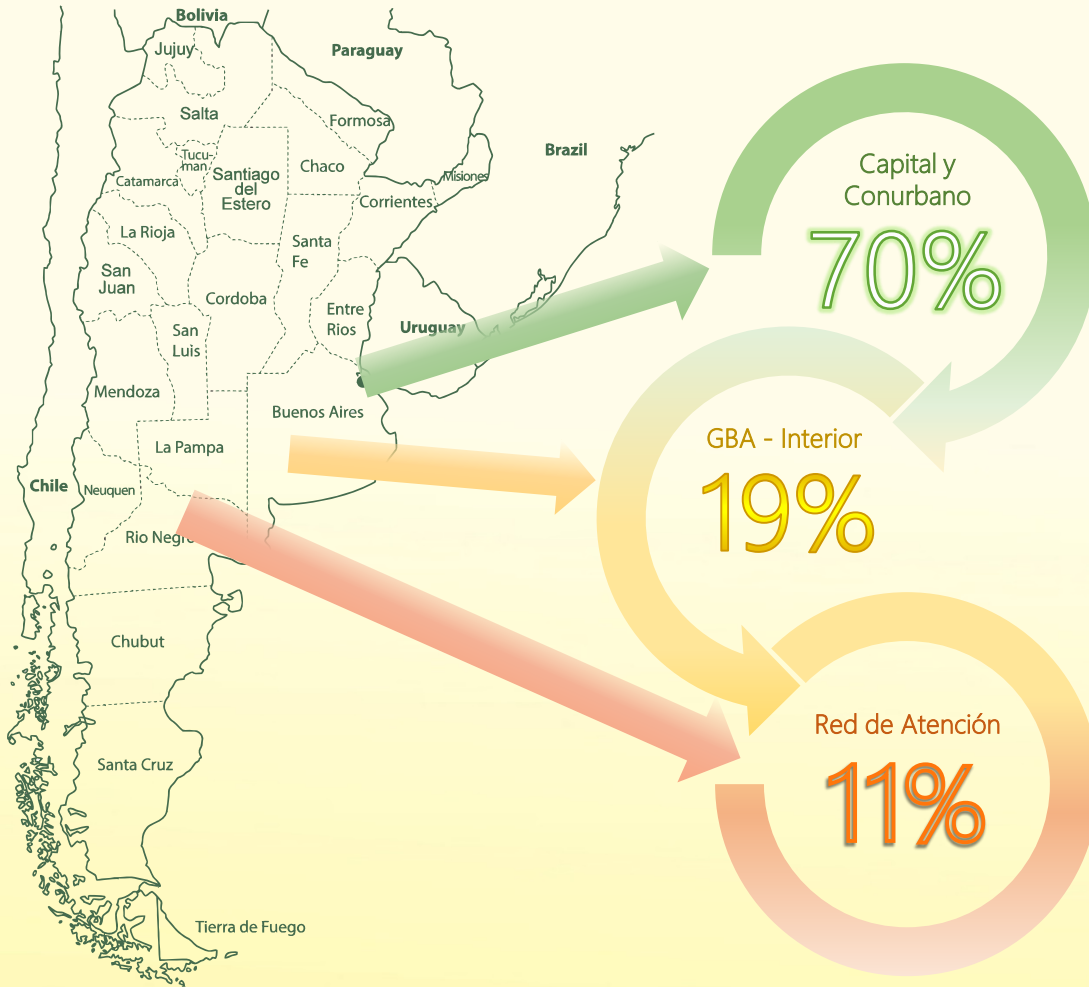 Bolivia
Jujuy
Paraguay
Salta
Formosa
Brazil
Tucu-
man
Chaco
Catamarca
Santiago
del
Estero
Misiones
Corrientes
La Rioja
Santa
Fe
San
Juan
Cordoba
Entre
Rios
San
Luis
Uruguay
Mendoza
Buenos Aires
La Pampa
Chile
Neuquen
Rio Negro
Chubut
Santa Cruz
Tierra de Fuego
Capital y
Conurbano
70%
GBA - Interior
19%
Red de Atención
11%